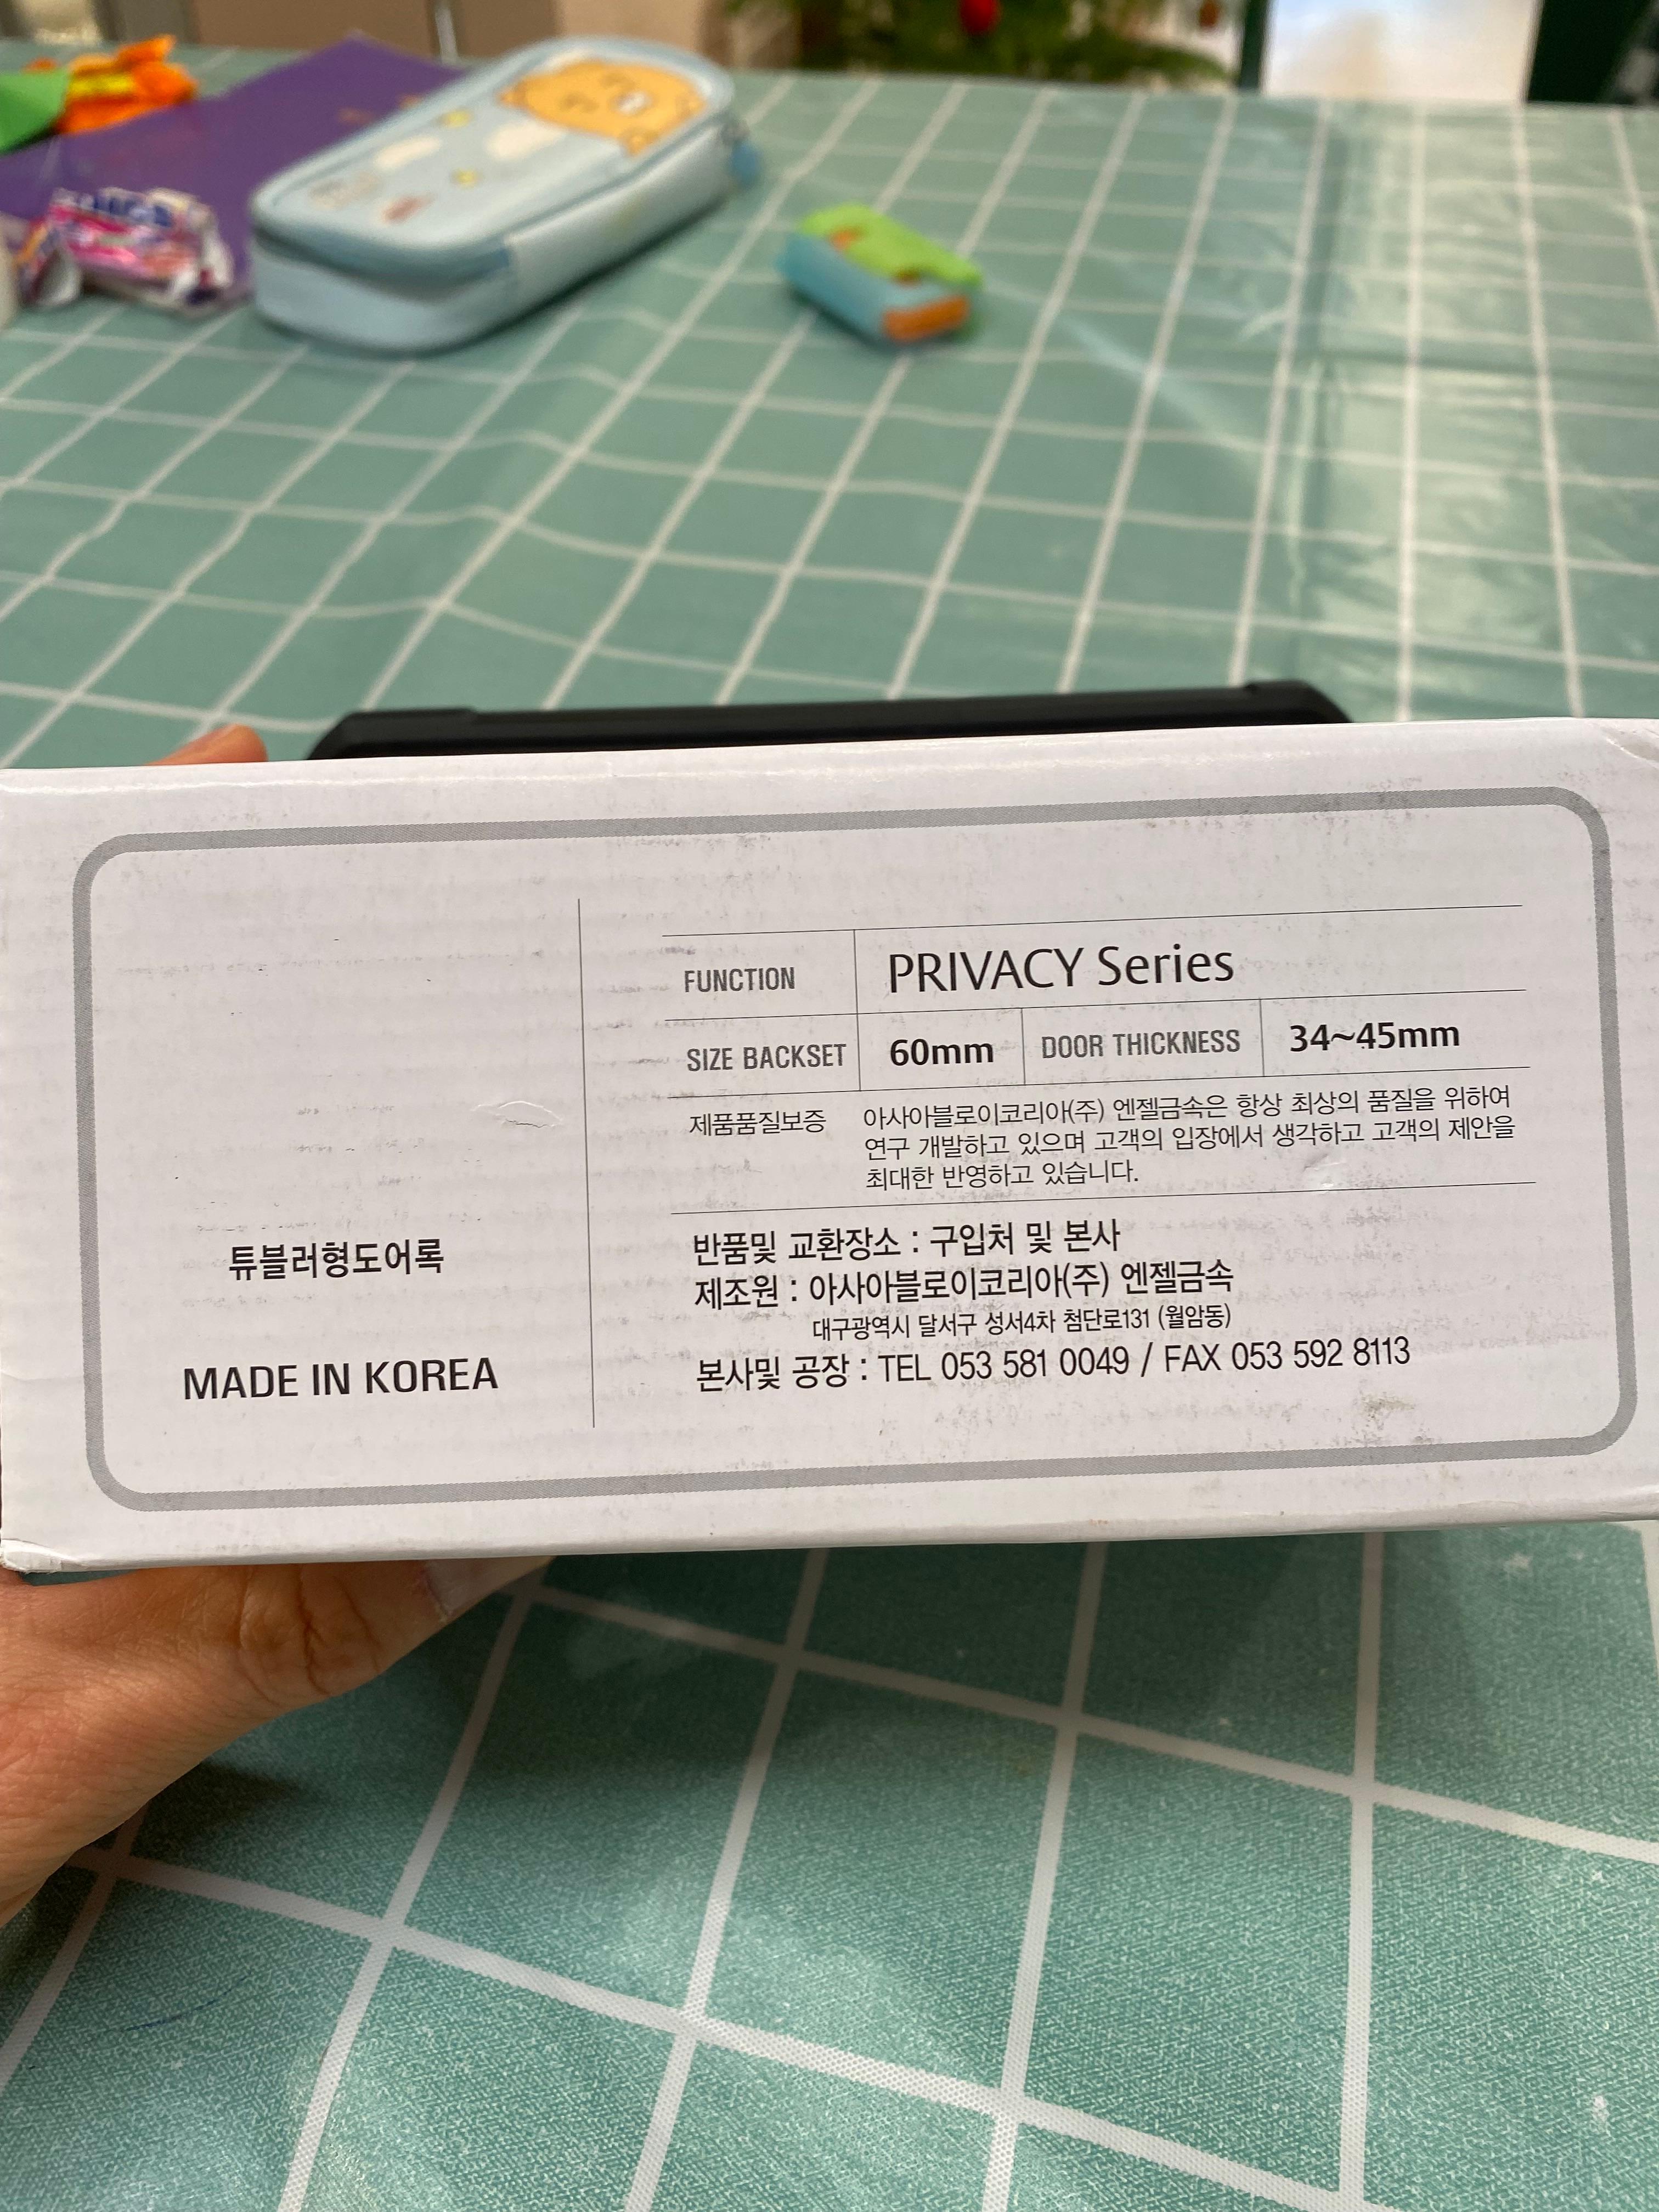 튜블러형도어록
MADE IN KOREA
FUNCTION PRIVACY Series
SIZE BACKSET 60mm DOOR THICKNESS 34~45mm
제품품질보증 아사아블로이코리아(주) 엔젤금속은 항상 최상의 품질을 위하여
연구 개발하고 있으며 고객의 입장에서 생각하고 고객의 제안을
최대한 반영하고 있습니다.
반품및 교환장소 : 구입처 및 본사
제조원 : 아사아블로이코리아(주) 엔젤금속
대구광역시 달서구 성서4차 첨단로131 (월암동)
본사및 공장 : TEL 053 581 0049 / FAX 053 592 8113